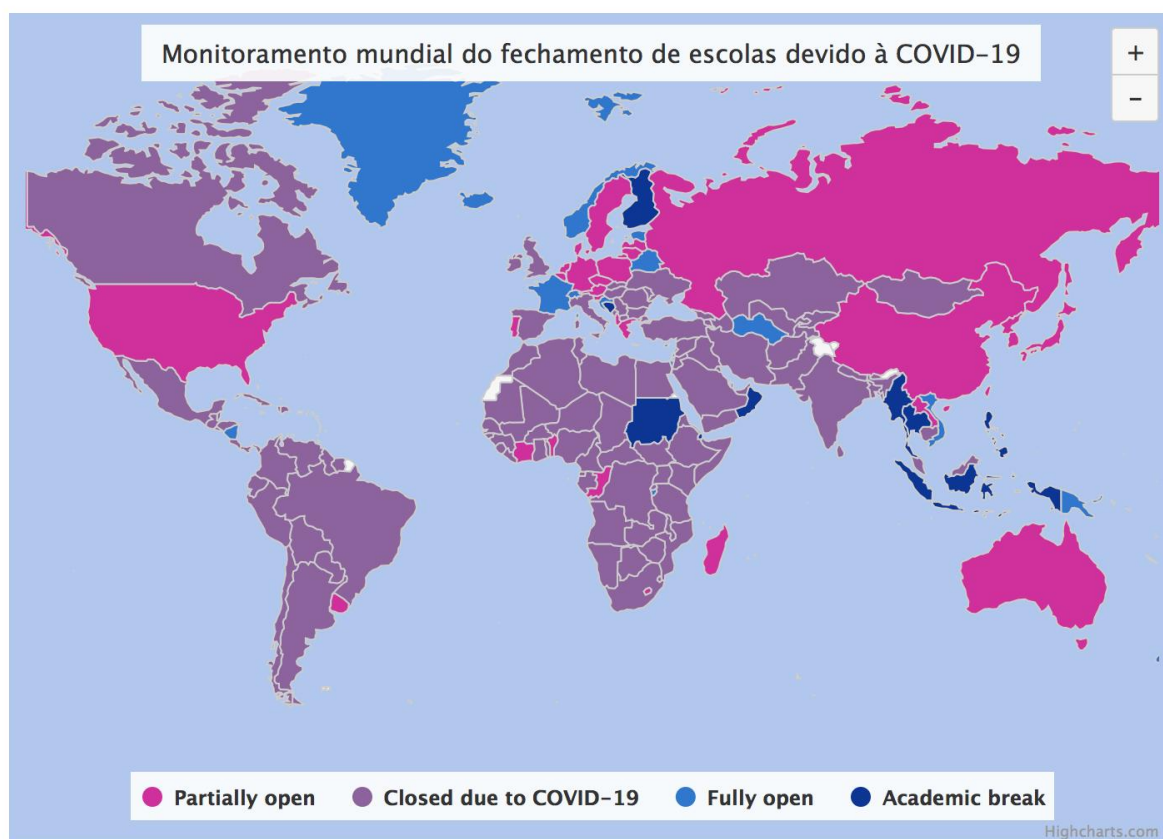 Monitoramento mundial do fechamento de escolas devido à COVID-19
+
-
Partially open Closed due to COVID-19 Fully open Academic break
Highcharts.com